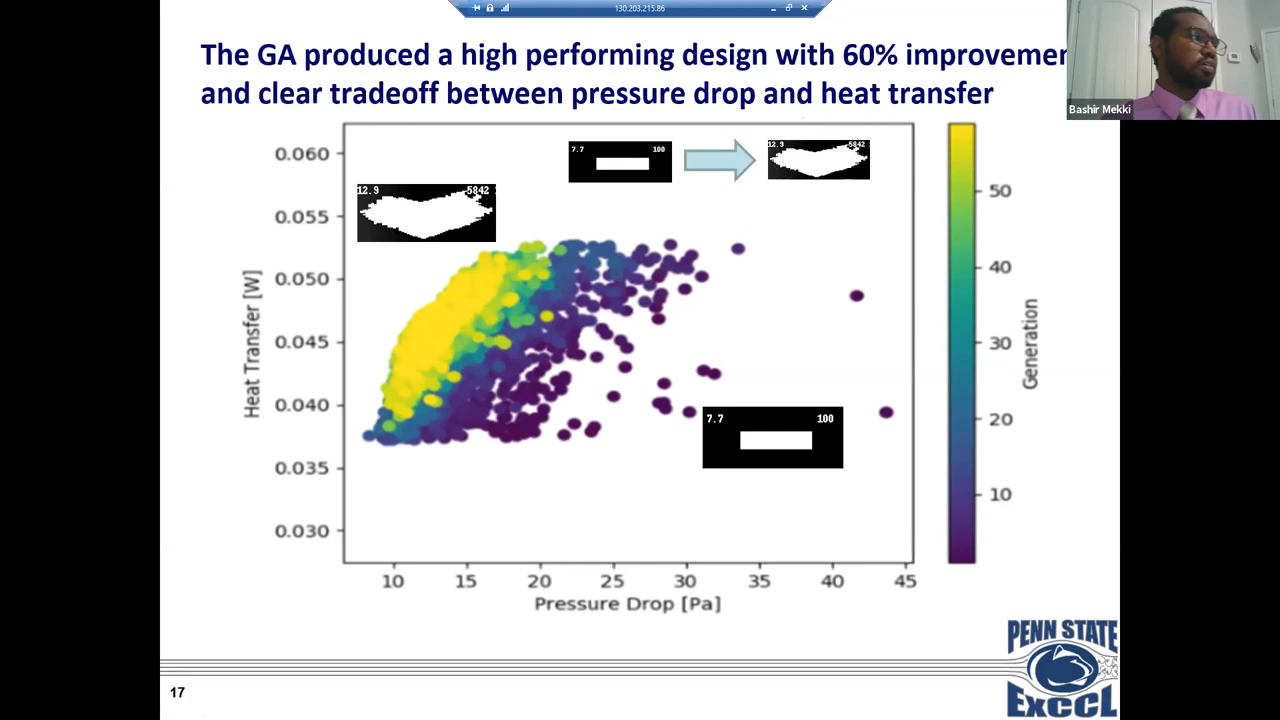 130.203.215.86
The GA produced a high performing design with 60% improvemen
and clear tradeoff between pressure drop and heat transfer
Bashir Mekki
7.7 100
12.9 5842
12.9 5842
7.7 100
0.060
0.055
0.050
0.045
0.040
0.035
0.030
Heat Transfer [W]
10 15 20 25 30 35 40 45
Pressure Drop [Pa]
50
40
30
20
10
Generation
PENN STATE
EXCCL
17